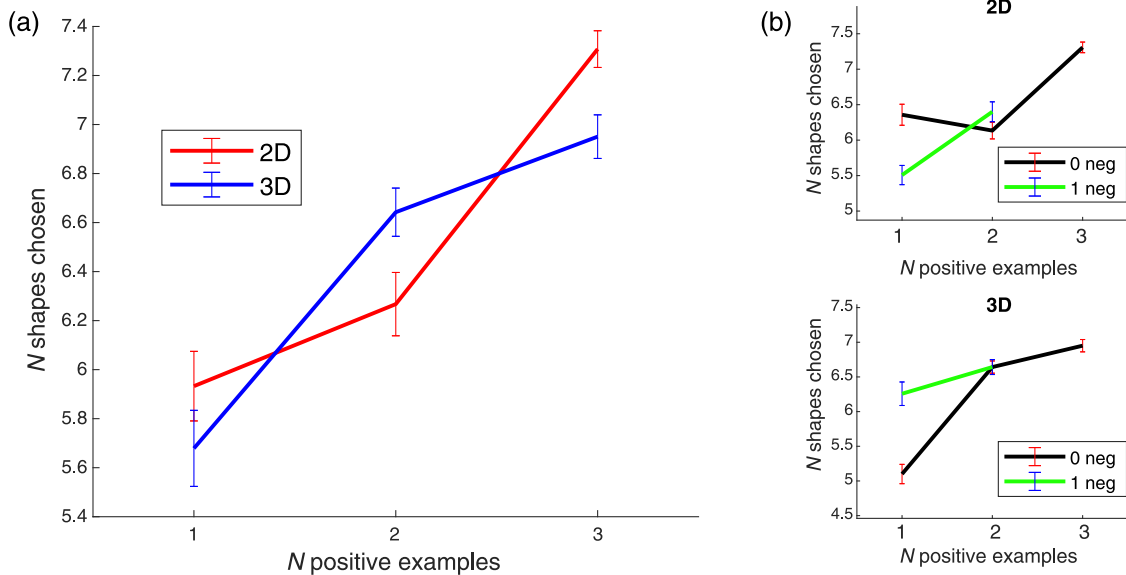 (a)
7.4
7.2
7
6.8
6.6
6.4
6.2
6
5.8
5.6
5.4
N shapes chosen
2D
3D
1
2
3
N positive examples
(b)
2D
7.5
7
6.5
6
5.5
5
N shapes chosen
0 neg
1 neg
1
2
3
N positive examples
3D
7.5
7
6.5
6
5.5
5
4.5
N shapes chosen
0 neg
1 neg
1
2
3
N positive examples